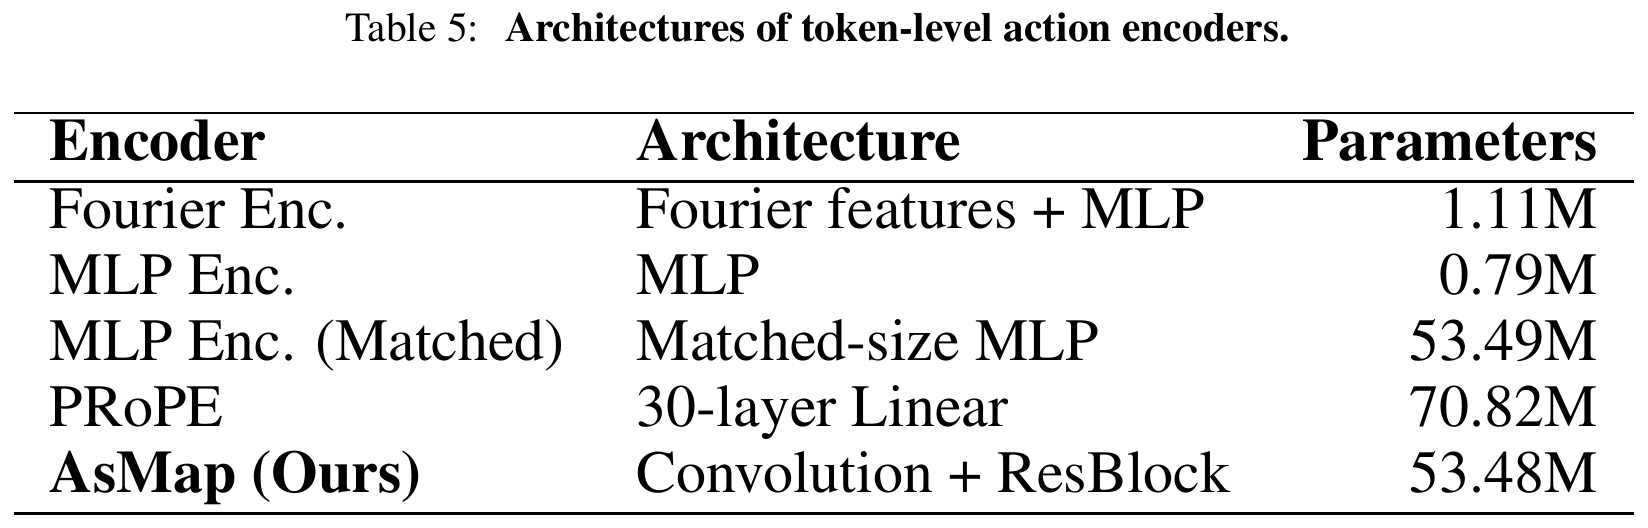 Table 5: Architectures of token-level action encoders.
Encoder Architecture Parameters
Fourier Enc. Fourier features + MLP 1.11M
MLP Enc. MLP 0.79M
MLP Enc. (Matched) Matched-size MLP 53.49M
PRoPE 30-layer Linear 70.82M
AsMap (Ours) Convolution + ResBlock 53.48M